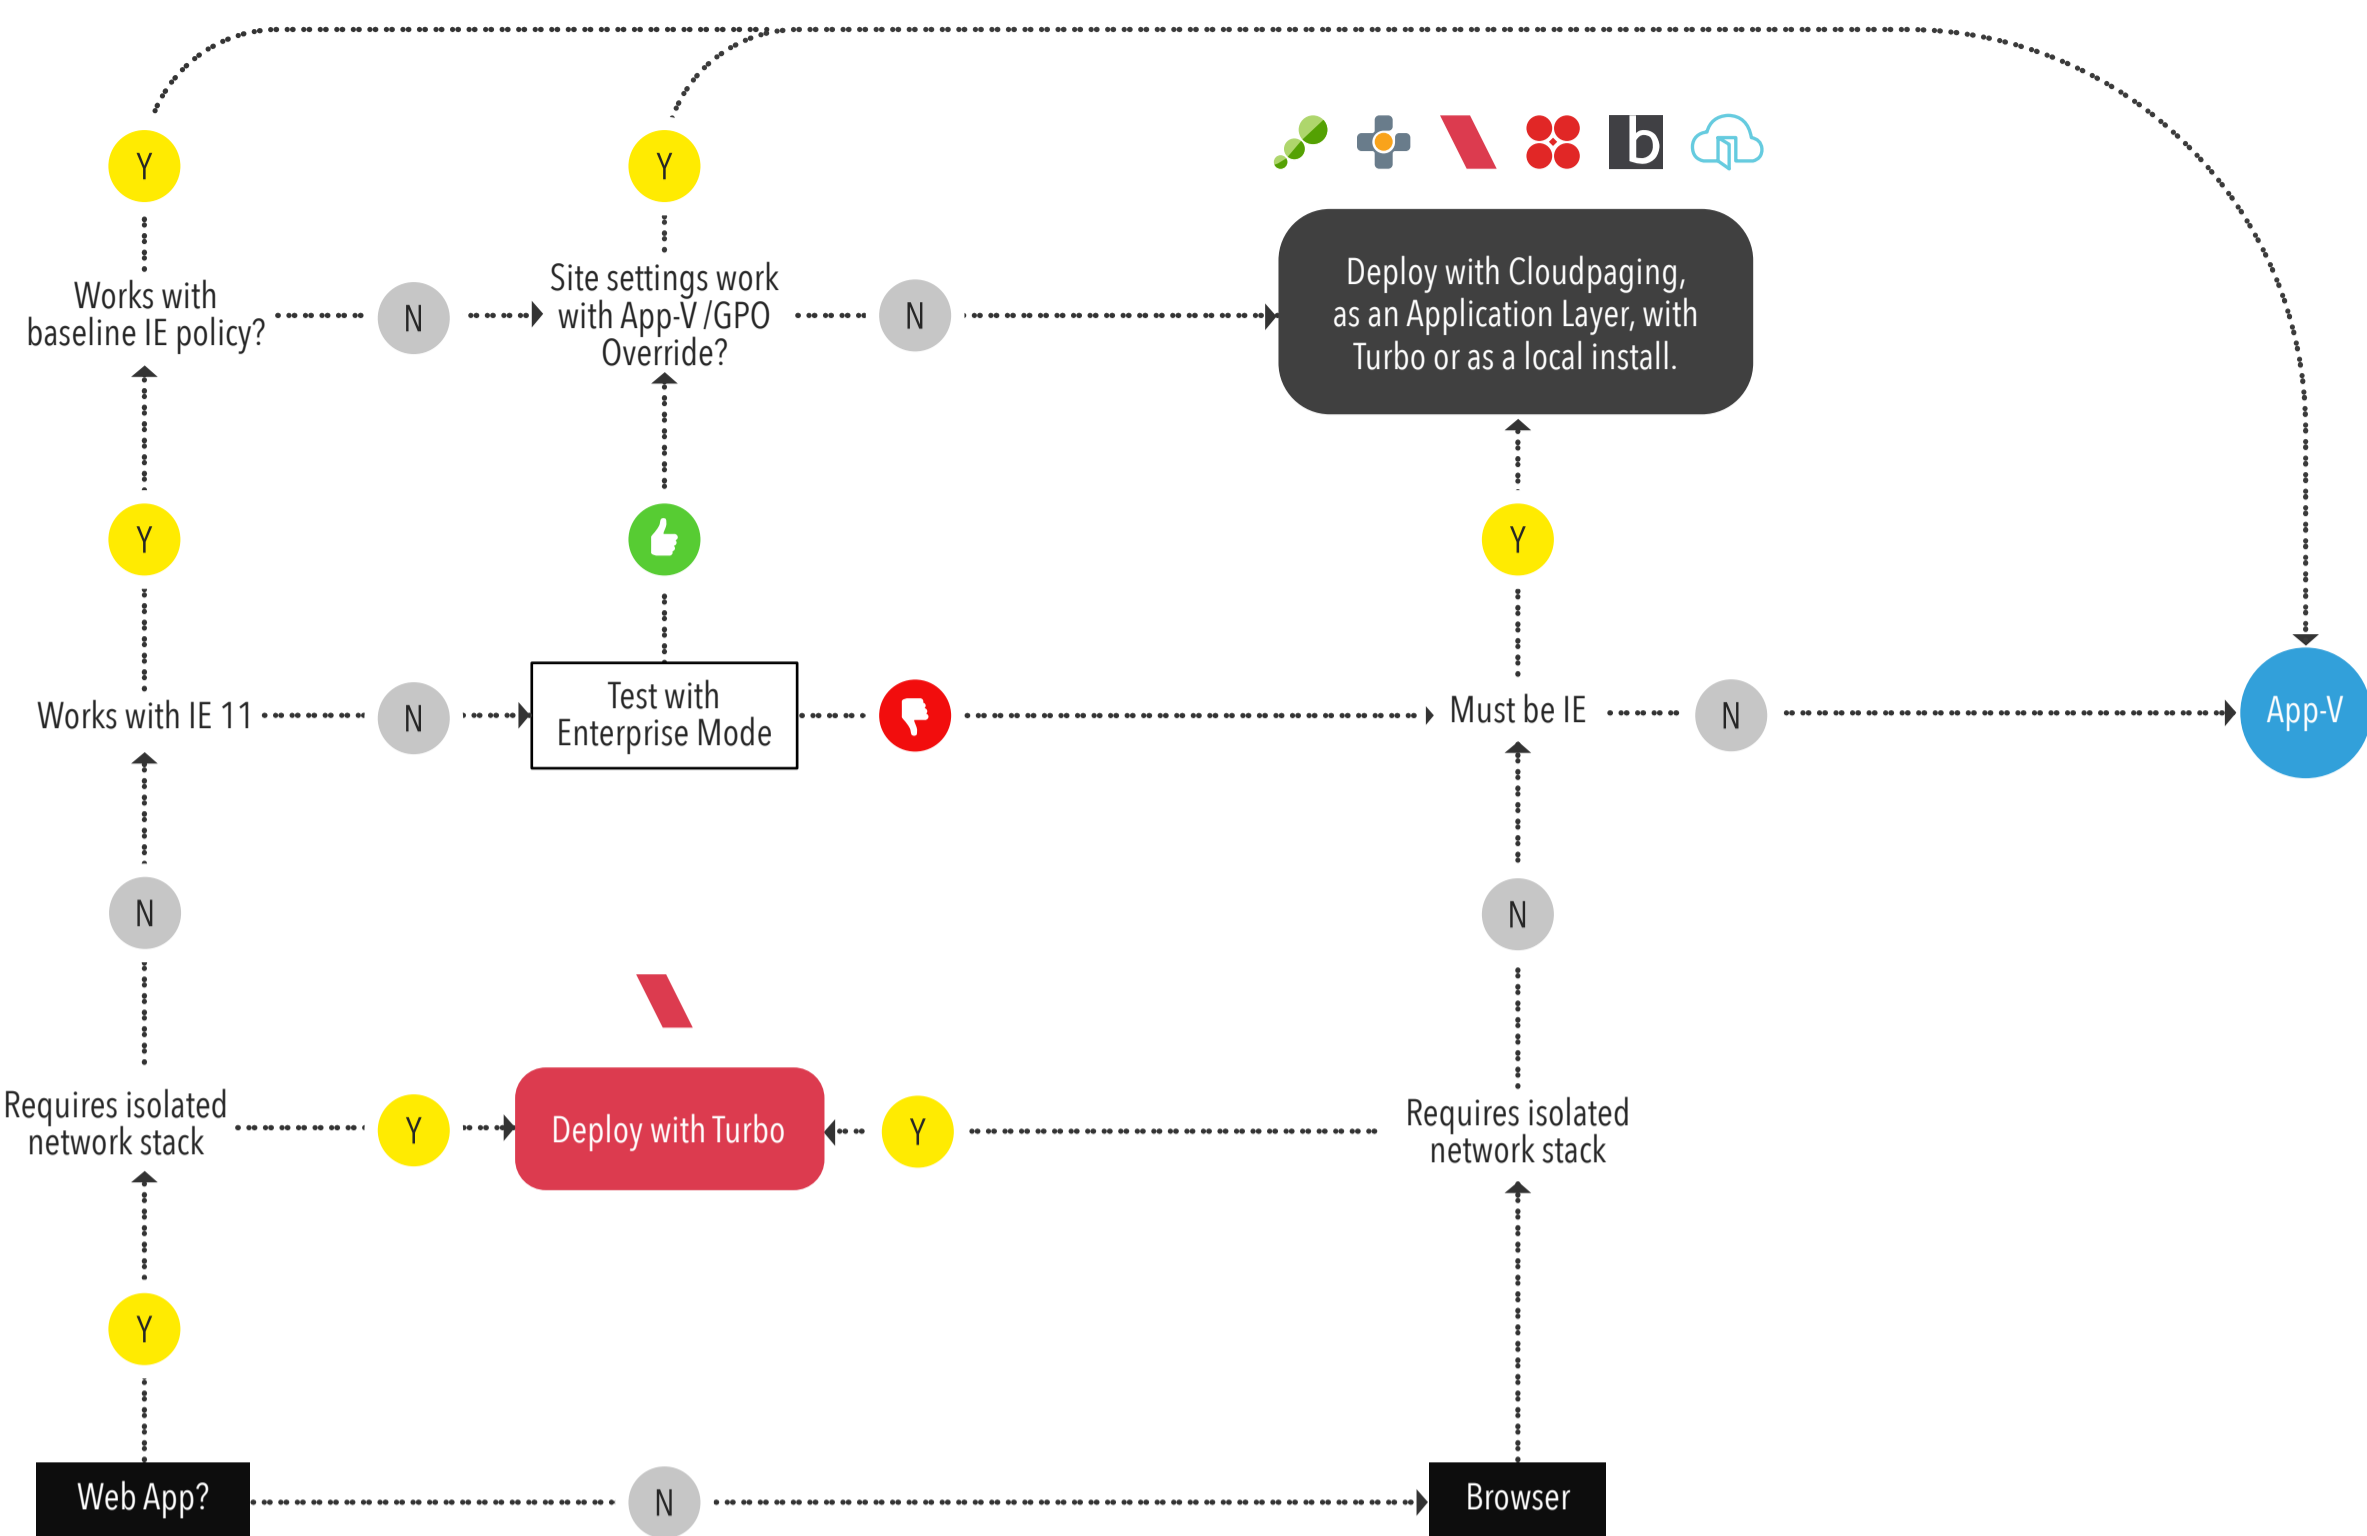 Y
Y
b
Works with
baseline IE policy?
N
Site settings work
with App-V /GPO
Override?
N
Deploy with Cloudpaging,
as an Application Layer, with
Turbo or as a local install.
Y
Y
Works with IE 11
N
Test with
Enterprise Mode
Must be IE
N
App-V
N
N
Requires isolated
network stack
Y
Deploy with Turbo
Y
Requires isolated
network stack
Y
Web App?
N
Browser